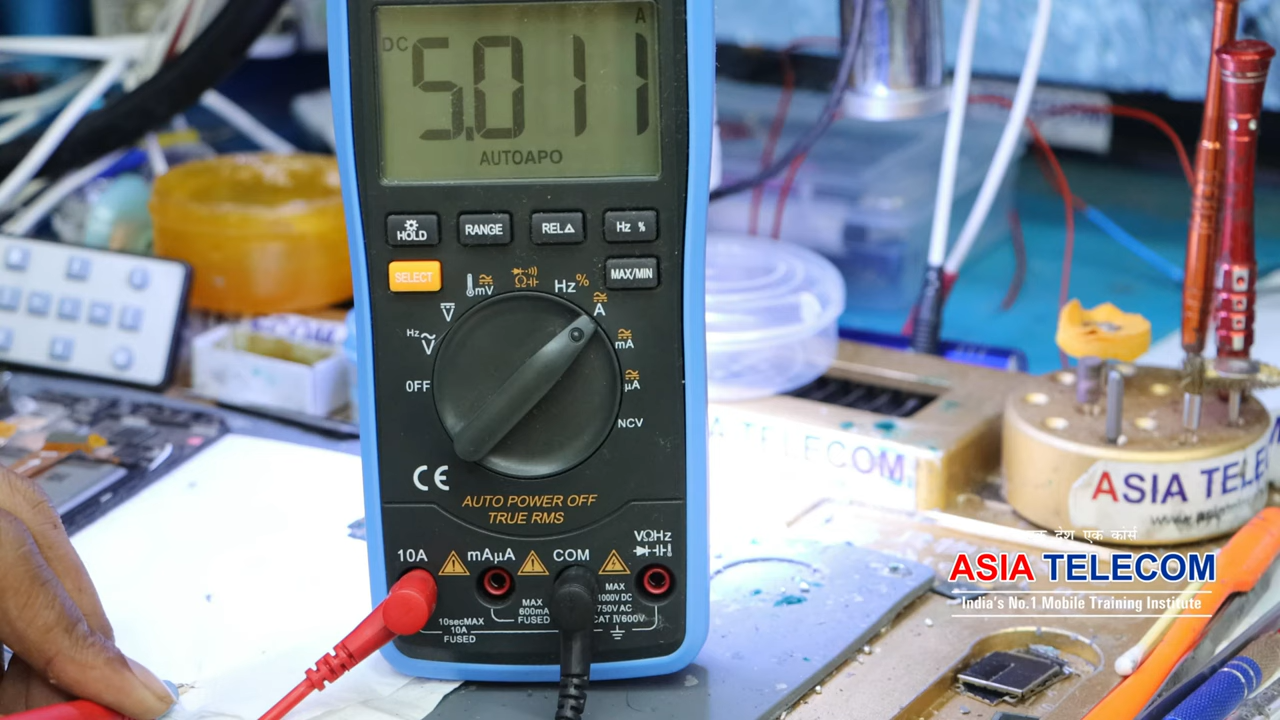 A
DC 5.011
AUTOAPO
HOLD RANGE REL△ Hz %
SELECT MAX/MIN
mV Ω Hz%
V A
Hz V mA
OFF µA
NCV
CE
AUTO POWER OFF
TRUE RMS
10A mAµA COM VΩHz
MAX 600mA FUSED
MAX 1000V DC 750V AC CAT IV600V
10secMAX 10A FUSED
TELECOM
ASIA TELE
www.
देश एक कोर्स
ASIA TELECOM
India's No.1 Mobile Training Institute